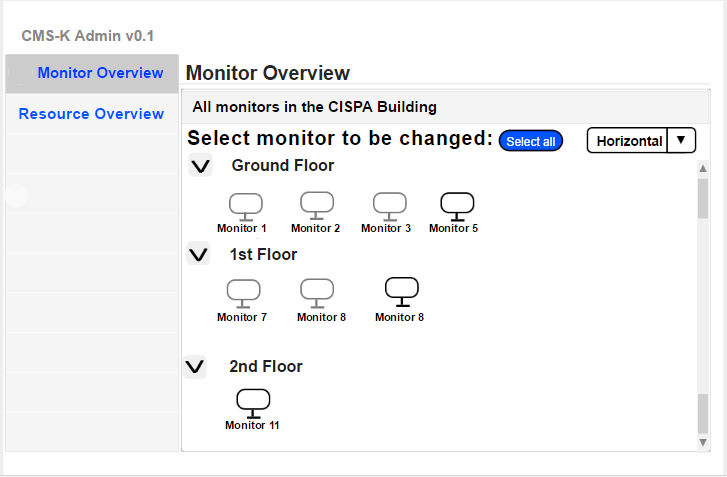 CMS-K Admin v0.1
Monitor Overview
Resource Overview
Monitor Overview
All monitors in the CISPA Building
Select monitor to be changed: Select all Horizontal
Ground Floor
Monitor 1 Monitor 2 Monitor 3 Monitor 5
1st Floor
Monitor 7 Monitor 8 Monitor 8
2nd Floor
Monitor 11